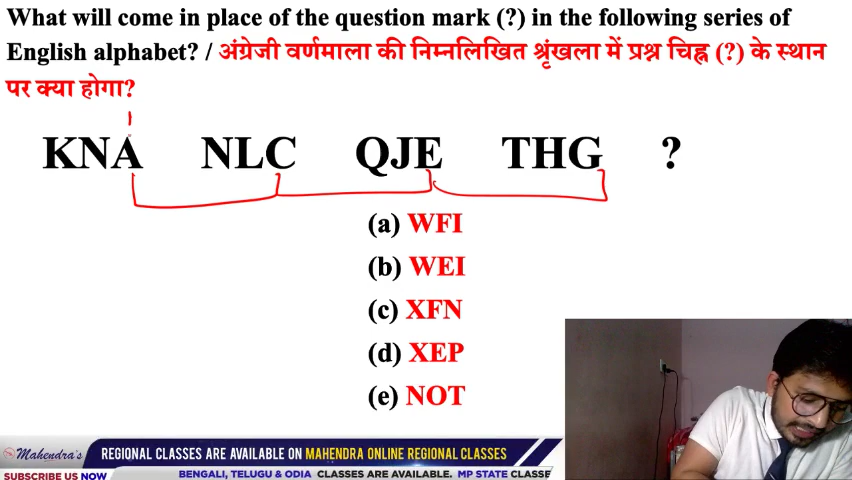 What will come in place of the question mark (?) in the following series of
English alphabet? / अंग्रेजी वर्णमाला की निम्नलिखित श्रृंखला में प्रश्न चिह्न (?) के स्थान
पर क्या होगा?
KNA NLC QJE THG ?
(a) WFI
(b) WEI
(c) XFN
(d) XEP
(e) NOT
Mahendra's REGIONAL CLASSES ARE AVAILABLE ON MAHENDRA ONLINE REGIONAL CLASSES
SUBSCRIBE US NOW BENGALI, TELUGU & ODIA CLASSES ARE AVAILABLE. MP STATE CLASSE